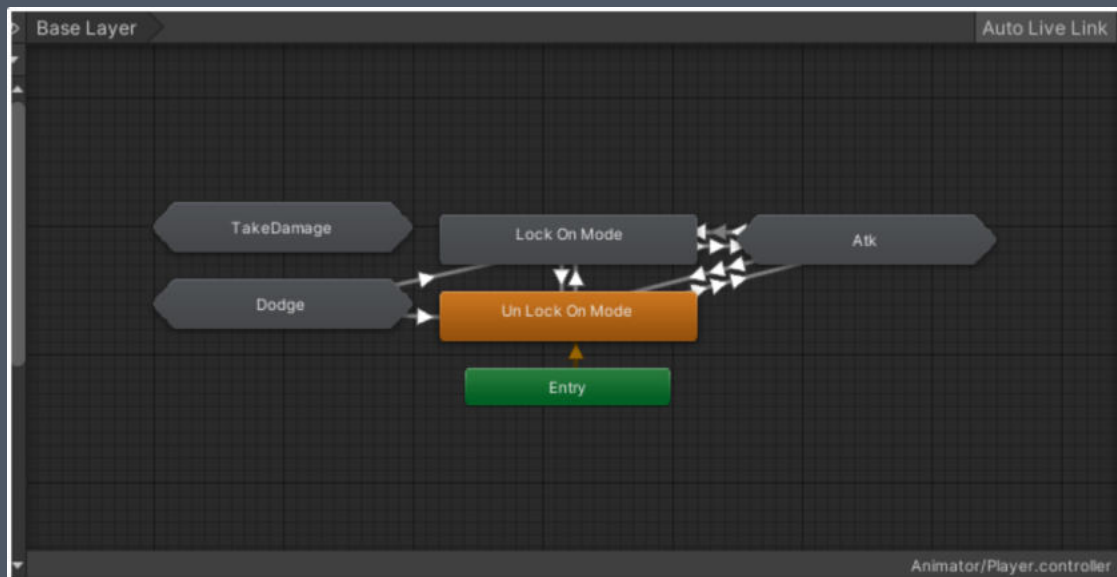 Base Layer
Auto Live Link
TakeDamage
Lock On Mode
Atk
Dodge
Un Lock On Mode
Entry
Animator/Player.controller